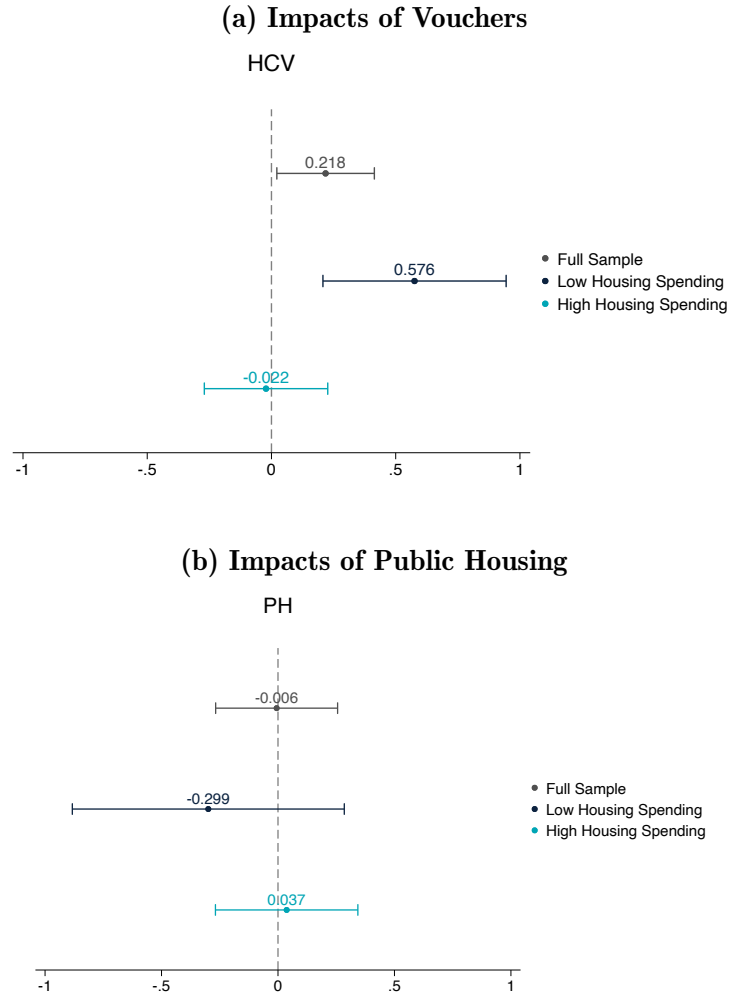 (a) Impacts of Vouchers
HCV
0.218
0.576
-0.022
Full Sample
Low Housing Spending
High Housing Spending
-1 -.5 0 .5 1
(b) Impacts of Public Housing
PH
-0.006
-0.299
0.037
Full Sample
Low Housing Spending
High Housing Spending
-1 -.5 0 .5 1